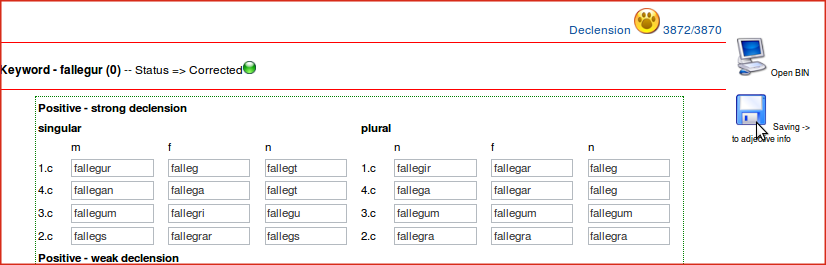 Declension 3872/3870
Open BIN
Keyword - fallegur (0) -- Status => Corrected
Saving ->
to adjective info
Positive - strong declension
singular plural
m f n n f n
1.c fallegur falleg fallegt 1.c fallegir fallegar falleg
4.c fallegan fallega fallegt 4.c fallega fallegar falleg
3.c fallegum fallegri fallegu 3.c fallegum fallegum fallegum
2.c fallegs fallegrar fallegs 2.c fallegra fallegra fallegra
Positive - weak declension